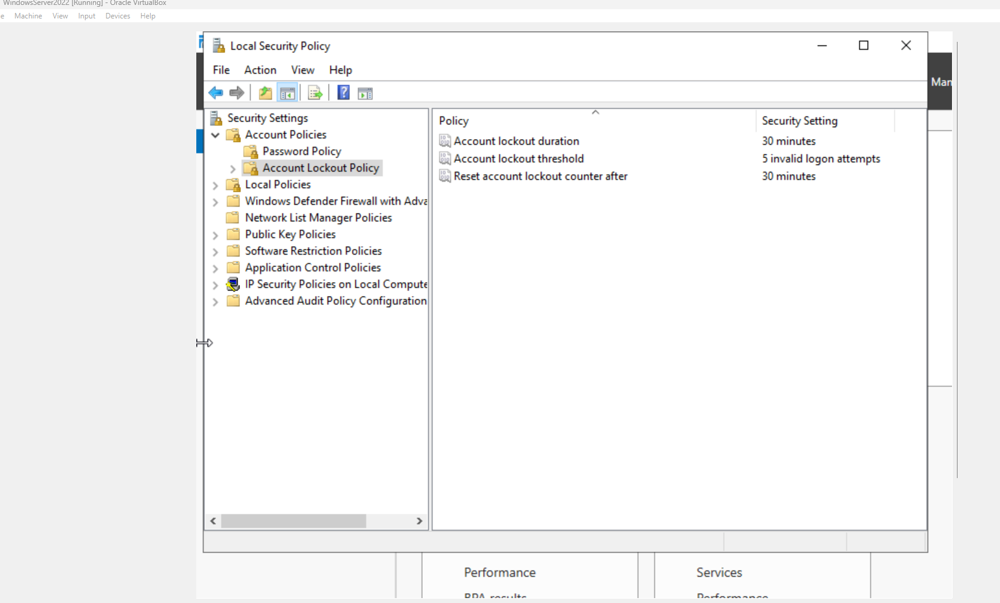 WindowsServer2022 [Running] - Oracle VirtualBox
Machine View Input Devices Help
Local Security Policy
File Action View Help
Man
Security Settings
Account Policies
Password Policy
Account Lockout Policy
Local Policies
Windows Defender Firewall with Adva
Network List Manager Policies
Public Key Policies
Software Restriction Policies
Application Control Policies
IP Security Policies on Local Compute
Advanced Audit Policy Configuration
Policy Security Setting
Account lockout duration 30 minutes
Account lockout threshold 5 invalid logon attempts
Reset account lockout counter after 30 minutes
Performance Services
BPA results Performance